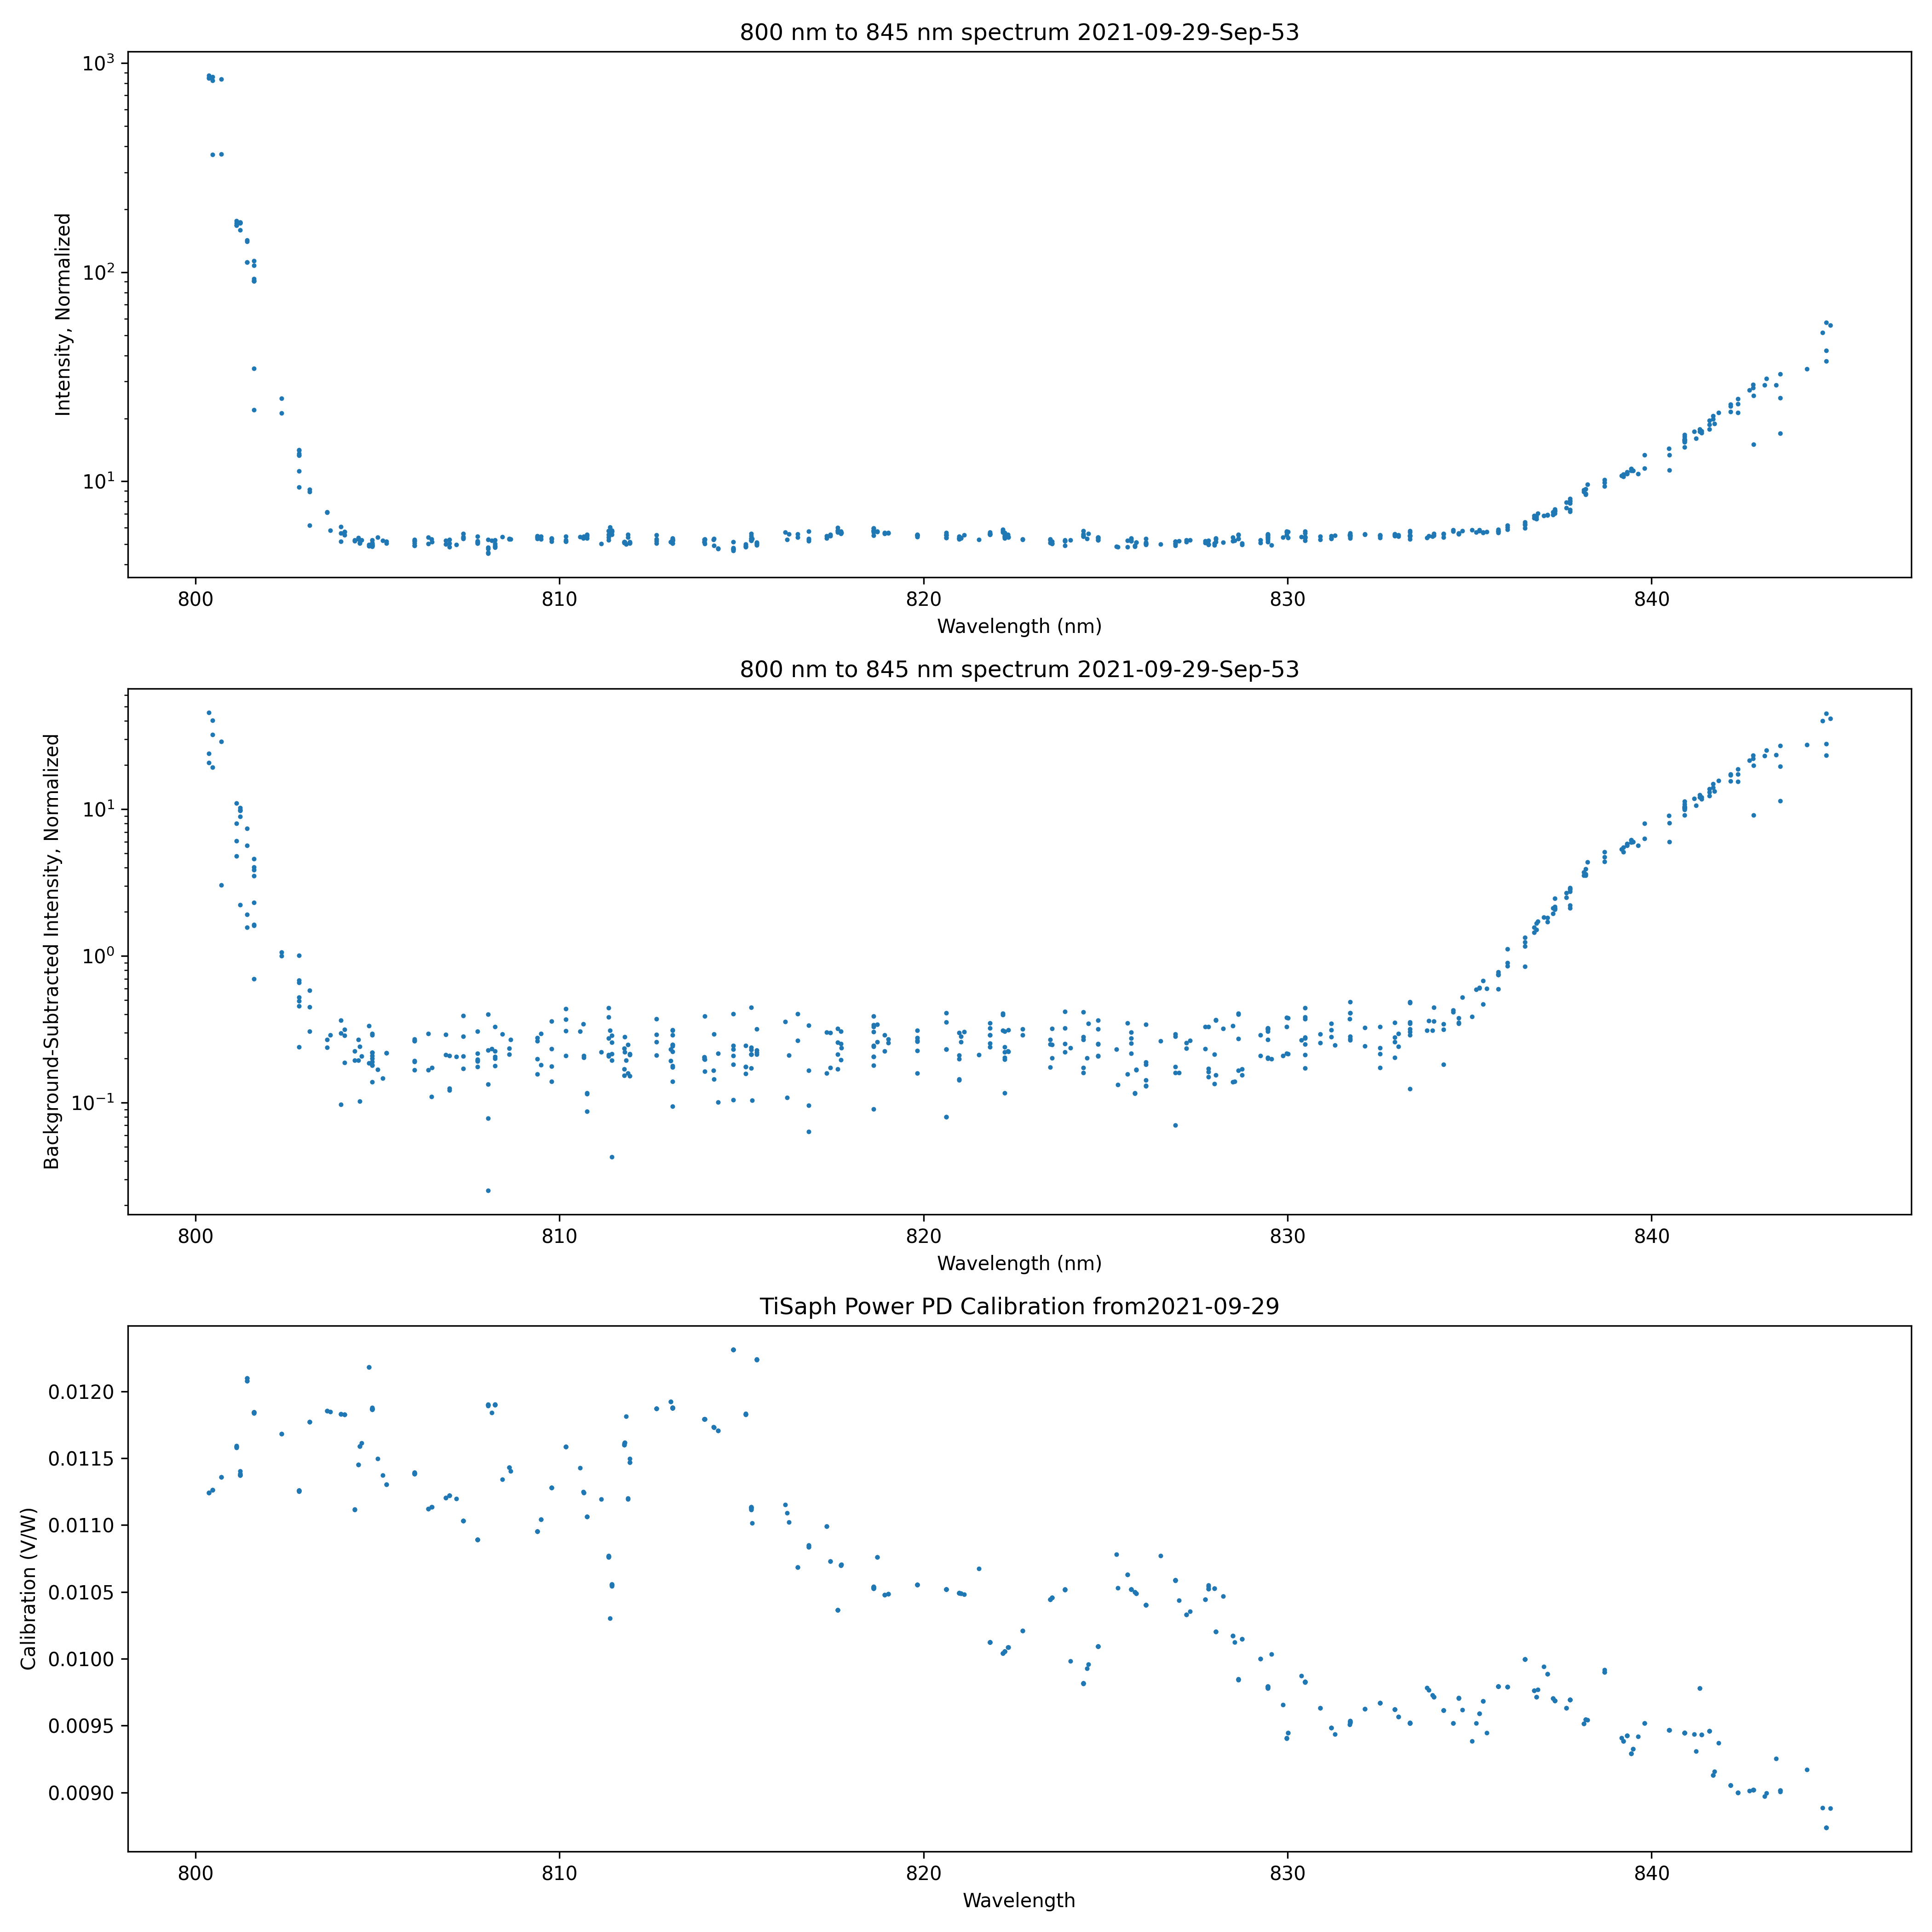 800 nm to 845 nm spectrum 2021-09-29-Sep-53
Intensity, Normalized
10³
10²
10¹
800 810 820 830 840
Wavelength (nm)
800 nm to 845 nm spectrum 2021-09-29-Sep-53
Background-Subtracted Intensity, Normalized
10¹
10⁰
10⁻¹
800 810 820 830 840
Wavelength (nm)
TiSaph Power PD Calibration from2021-09-29
Calibration (V/W)
0.0120
0.0115
0.0110
0.0105
0.0100
0.0095
0.0090
800 810 820 830 840
Wavelength